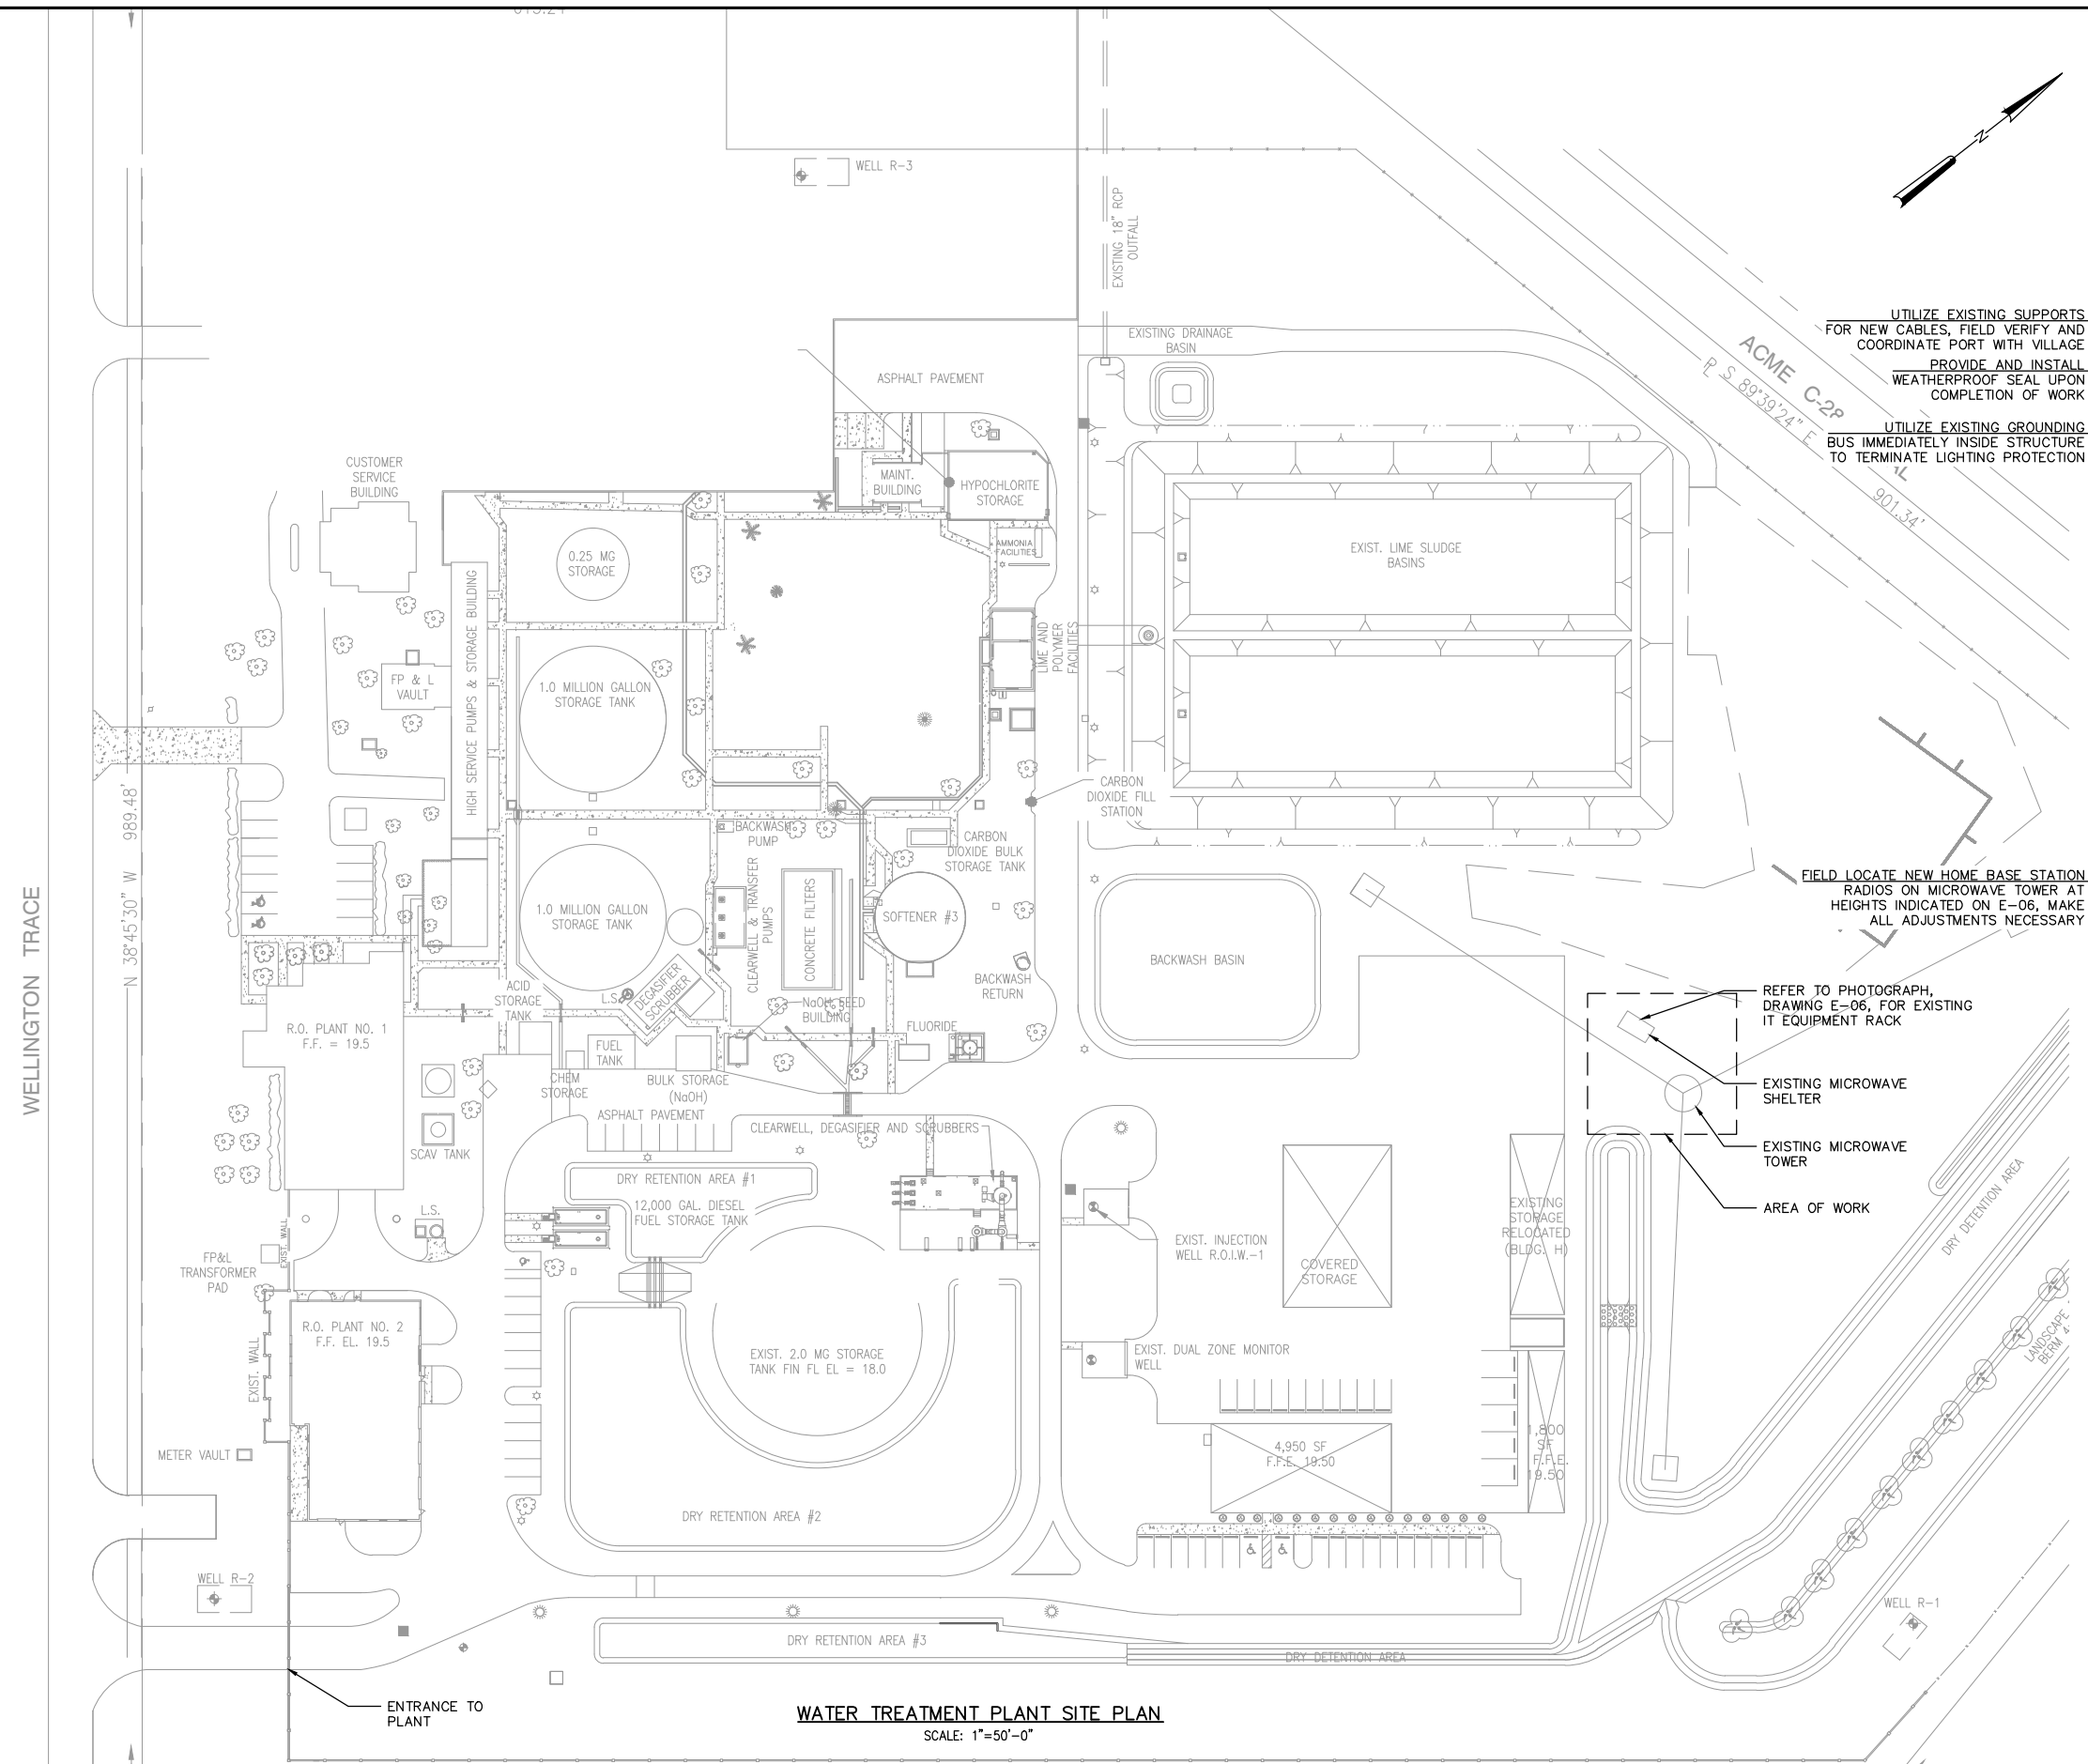 WELL R-3
EXISTING 18" RCP
OUTFALL
N
EXISTING DRAINAGE
BASIN
ASPHALT PAVEMENT
ACME C-28
S 89°39'24" E
901.34'
UTILIZE EXISTING SUPPORTS
FOR NEW CABLES, FIELD VERIFY AND
COORDINATE PORT WITH VILLAGE
PROVIDE AND INSTALL
WEATHERPROOF SEAL UPON
COMPLETION OF WORK
UTILIZE EXISTING GROUNDING
BUS IMMEDIATELY INSIDE STRUCTURE
TO TERMINATE LIGHTING PROTECTION
CUSTOMER
SERVICE
BUILDING
MAINT.
BUILDING
HYPOCHLORITE
STORAGE
AMMONIA
FACILITIES
0.25 MG
STORAGE
EXIST. LIME SLUDGE
BASINS
HIGH SERVICE PUMPS & STORAGE BUILDING
LIME AND
POLYMER
FACILITIES
FP & L
VAULT
1.0 MILLION GALLON
STORAGE TANK
N 38°45'30" W 989.48'
WELLINGTON TRACE
CARBON
DIOXIDE FILL
STATION
BACKWASH
PUMP
CARBON
DIOXIDE BULK
STORAGE TANK
CLEARWELL & TRANSFER
PUMPS
CONCRETE FILTERS
SOFTENER #3
1.0 MILLION GALLON
STORAGE TANK
FIELD LOCATE NEW HOME BASE STATION
RADIOS ON MICROWAVE TOWER AT
HEIGHTS INDICATED ON E-06, MAKE
ALL ADJUSTMENTS NECESSARY
BACKWASH BASIN
BACKWASH
RETURN
ACID
STORAGE
TANK
L.S.
DEGASIFIER
SCRUBBER
NaOH FEED
BUILDING
FLUORIDE
R.O. PLANT NO. 1
F.F. = 19.5
FUEL
TANK
CHEM
STORAGE
BULK STORAGE
(NaOH)
ASPHALT PAVEMENT
REFER TO PHOTOGRAPH,
DRAWING E-06, FOR EXISTING
IT EQUIPMENT RACK
EXISTING MICROWAVE
SHELTER
EXISTING MICROWAVE
TOWER
AREA OF WORK
CLEARWELL, DEGASIFIER AND SCRUBBERS
SCAV TANK
DRY RETENTION AREA #1
12,000 GAL. DIESEL
FUEL STORAGE TANK
L.S.
EXIST. WALL
FP&L
TRANSFORMER
PAD
EXIST. INJECTION
WELL R.O.I.W.-1
COVERED
STORAGE
EXISTING
STORAGE
RELOCATED
(BLDG. H)
DRY DETENTION AREA
R.O. PLANT NO. 2
F.F. EL. 19.5
EXIST. WALL
EXIST. 2.0 MG STORAGE
TANK FIN FL EL = 18.0
EXIST. DUAL ZONE MONITOR
WELL
LANDSCAPE
BERM 4
METER VAULT
4,950 SF
F.F.E. 19.50
1,800
SF
F.F.E.
19.50
DRY RETENTION AREA #2
WELL R-2
WELL R-1
DRY RETENTION AREA #3
DRY DETENTION AREA
ENTRANCE TO
PLANT
WATER TREATMENT PLANT SITE PLAN
SCALE: 1"=50'-0"